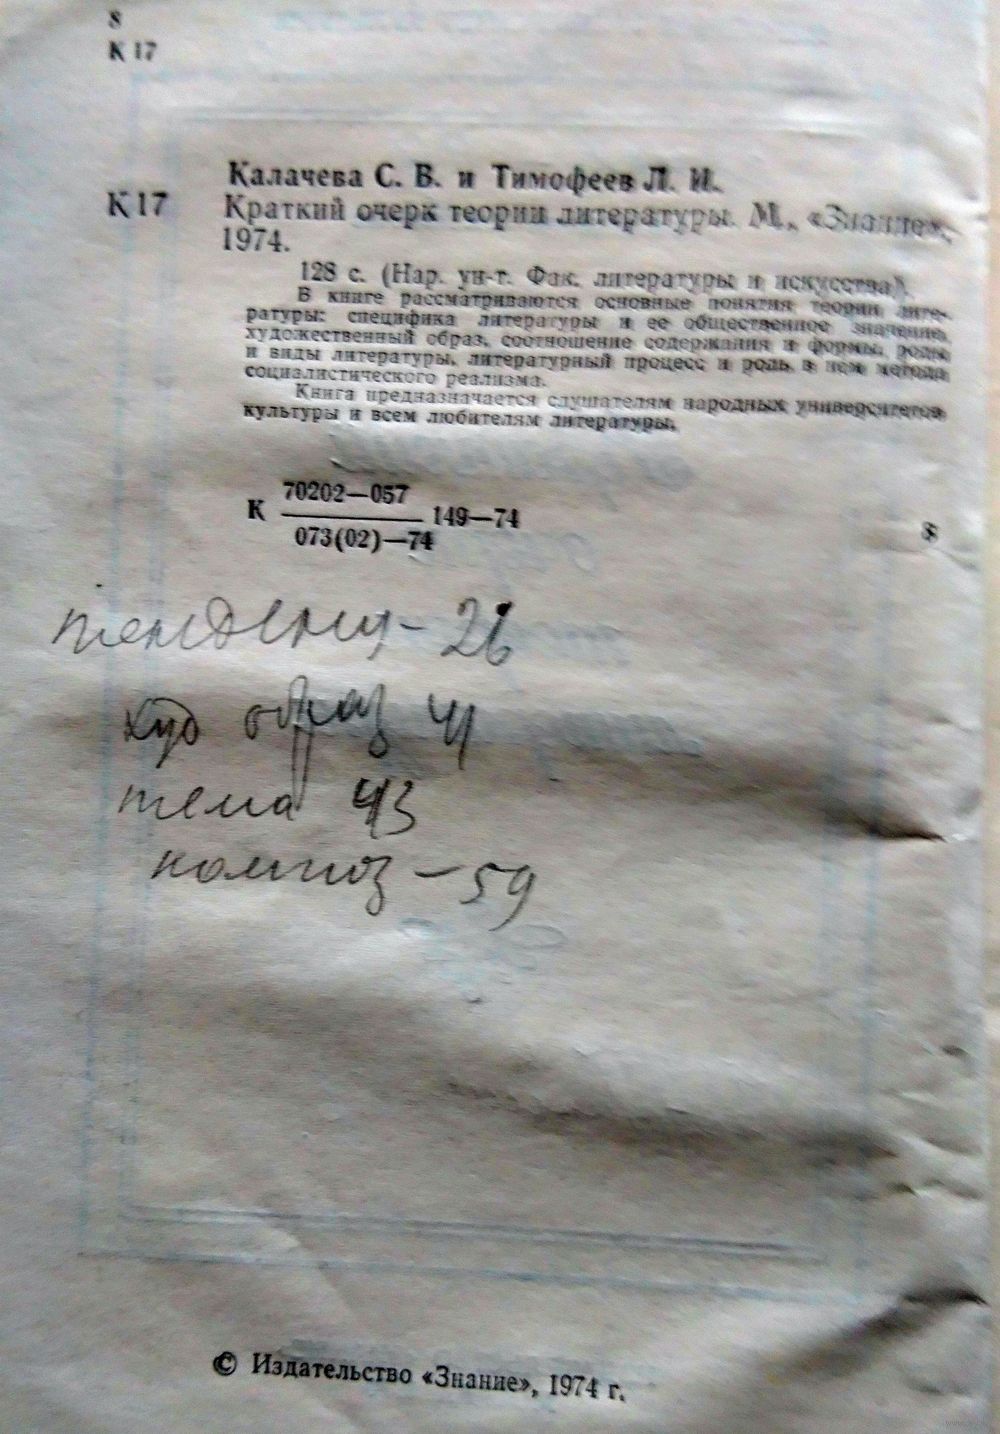 8
К 17
Калачева С. В. и Тимофеев Л. И.
К 17 Краткий очерк теории литературы. М., «Знание»,
1974.
128 с. (Нар. ун-т. Фак. литературы и искусства).
В книге рассматриваются основные понятия теории лите-
ратуры: специфика литературы и ее общественное значение,
художественный образ, соотношение содержания и формы, роды
и виды литературы, литературный процесс и роль в нем метода
социалистического реализма.
Книга предназначается слушателям народных университетов
культуры и всем любителям литературы.
70202—057
К 149—74
073(02)—74
8
26
худ образ 41
тема 43
композ — 59
© Издательство «Знание», 1974 г.